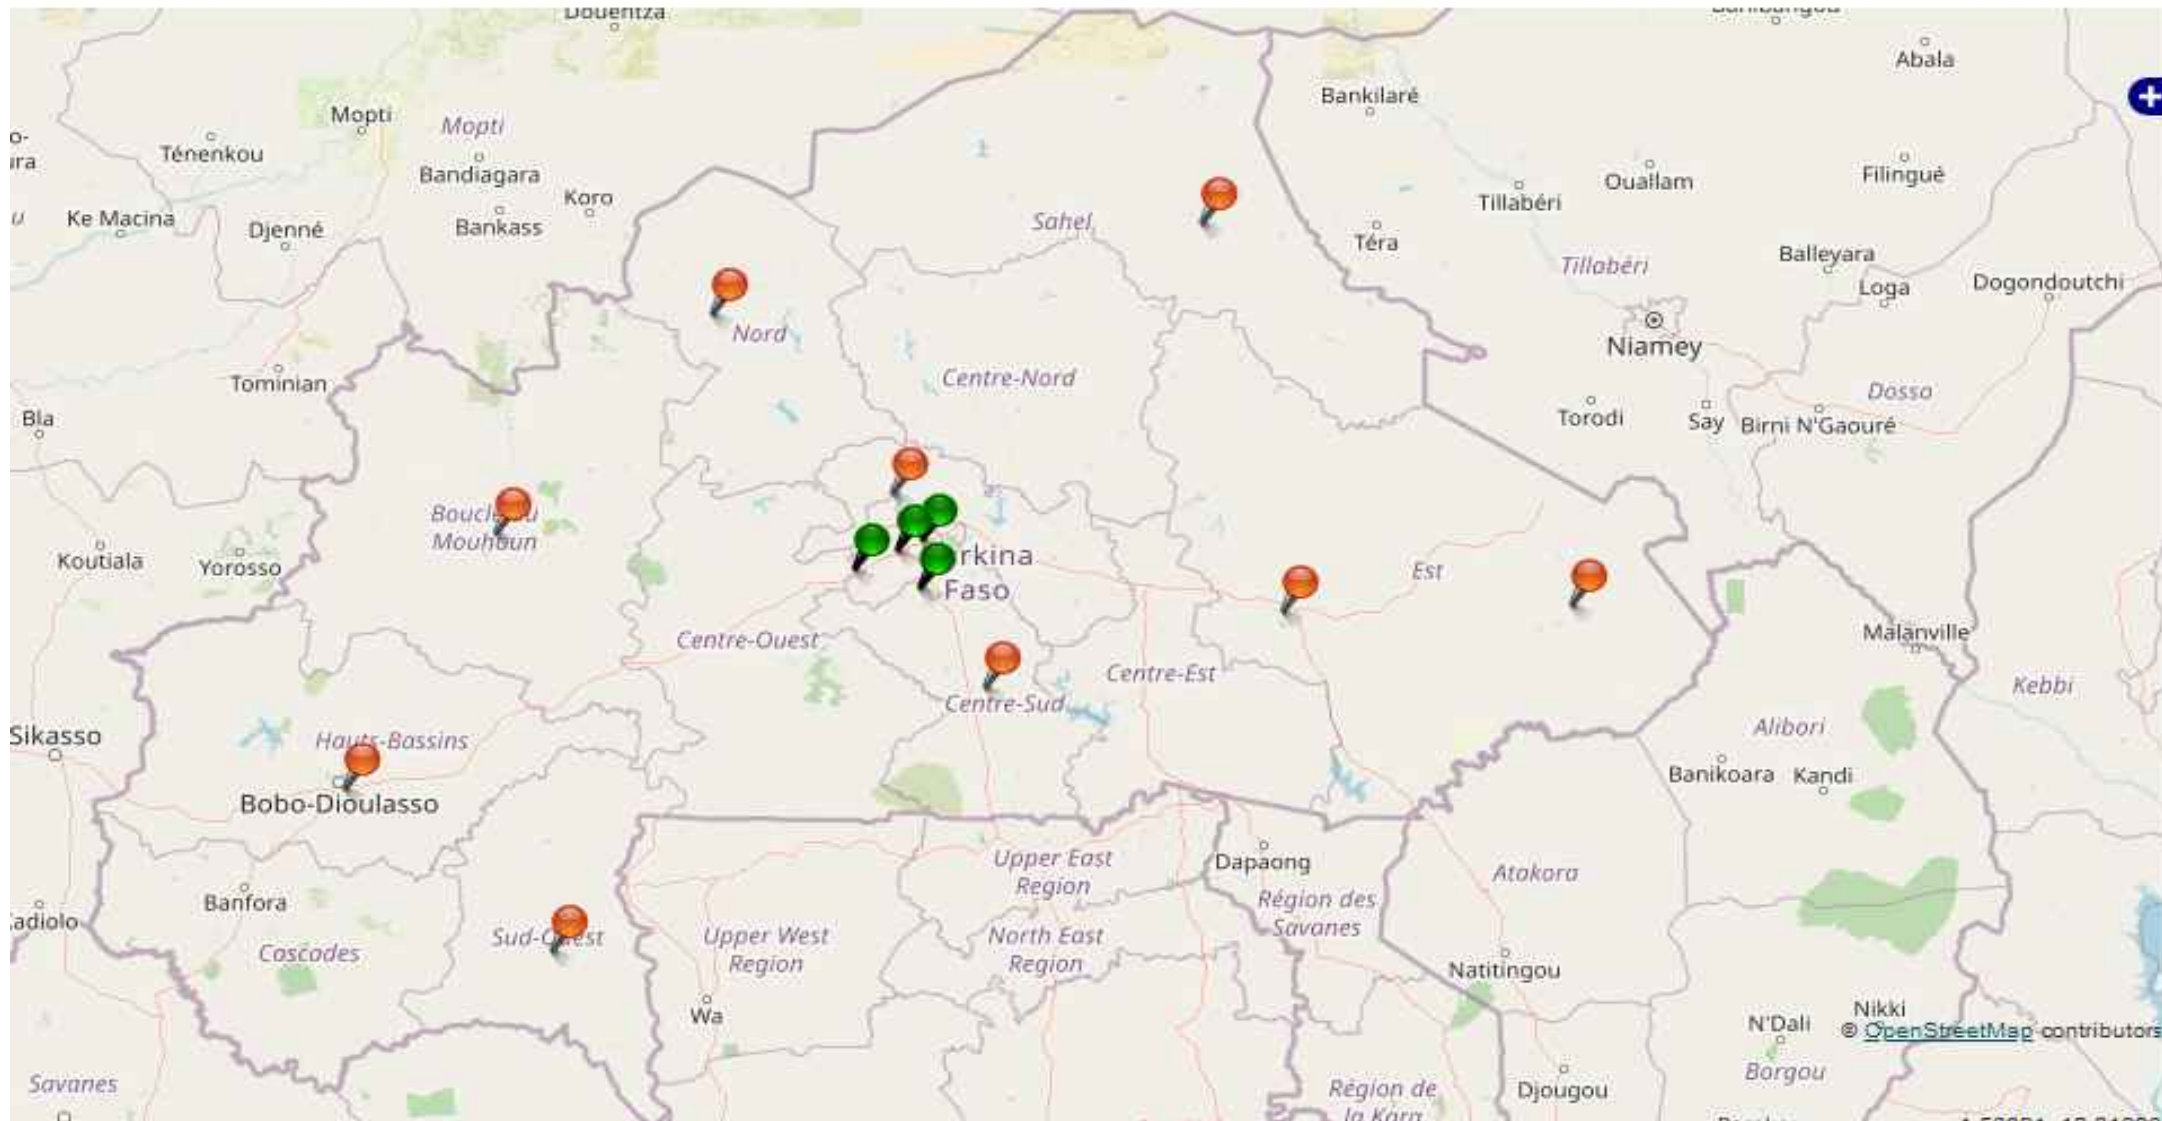 Douentza
Abala
Bankilaré
Mopti
Mopti
Ténenkou
Bandiagara
Ouallam
Filingué
Koro
Tillabéri
Ke Macina
Djenné
Bankass
Sahel
Téra
Balleyara
Tillabéri
Loga
Dogondoutchi
Nord
Niamey
Centre-Nord
Tominian
Dosso
Bla
Torodi
Say
Birni N'Gaouré
Mouhoun
Koutiala
Yorosso
rkina
Faso
Est
Centre-Ouest
Centre-Est
Malanville
Kebbi
Centre-Sud
Alibori
Sikasso
Hauts-Bassins
Banikoara
Kandi
Bobo-Dioulasso
Upper East
Region
Dapaong
Atakora
Banfora
Région des
Savanes
adiolo
Cascades
Sud-Ouest
Upper West
Region
North East
Region
Natitingou
Wa
N'Dali
Nikki
© OpenStreetMap contributors
Savanes
Borgou
Djougou
Région de
la Kara